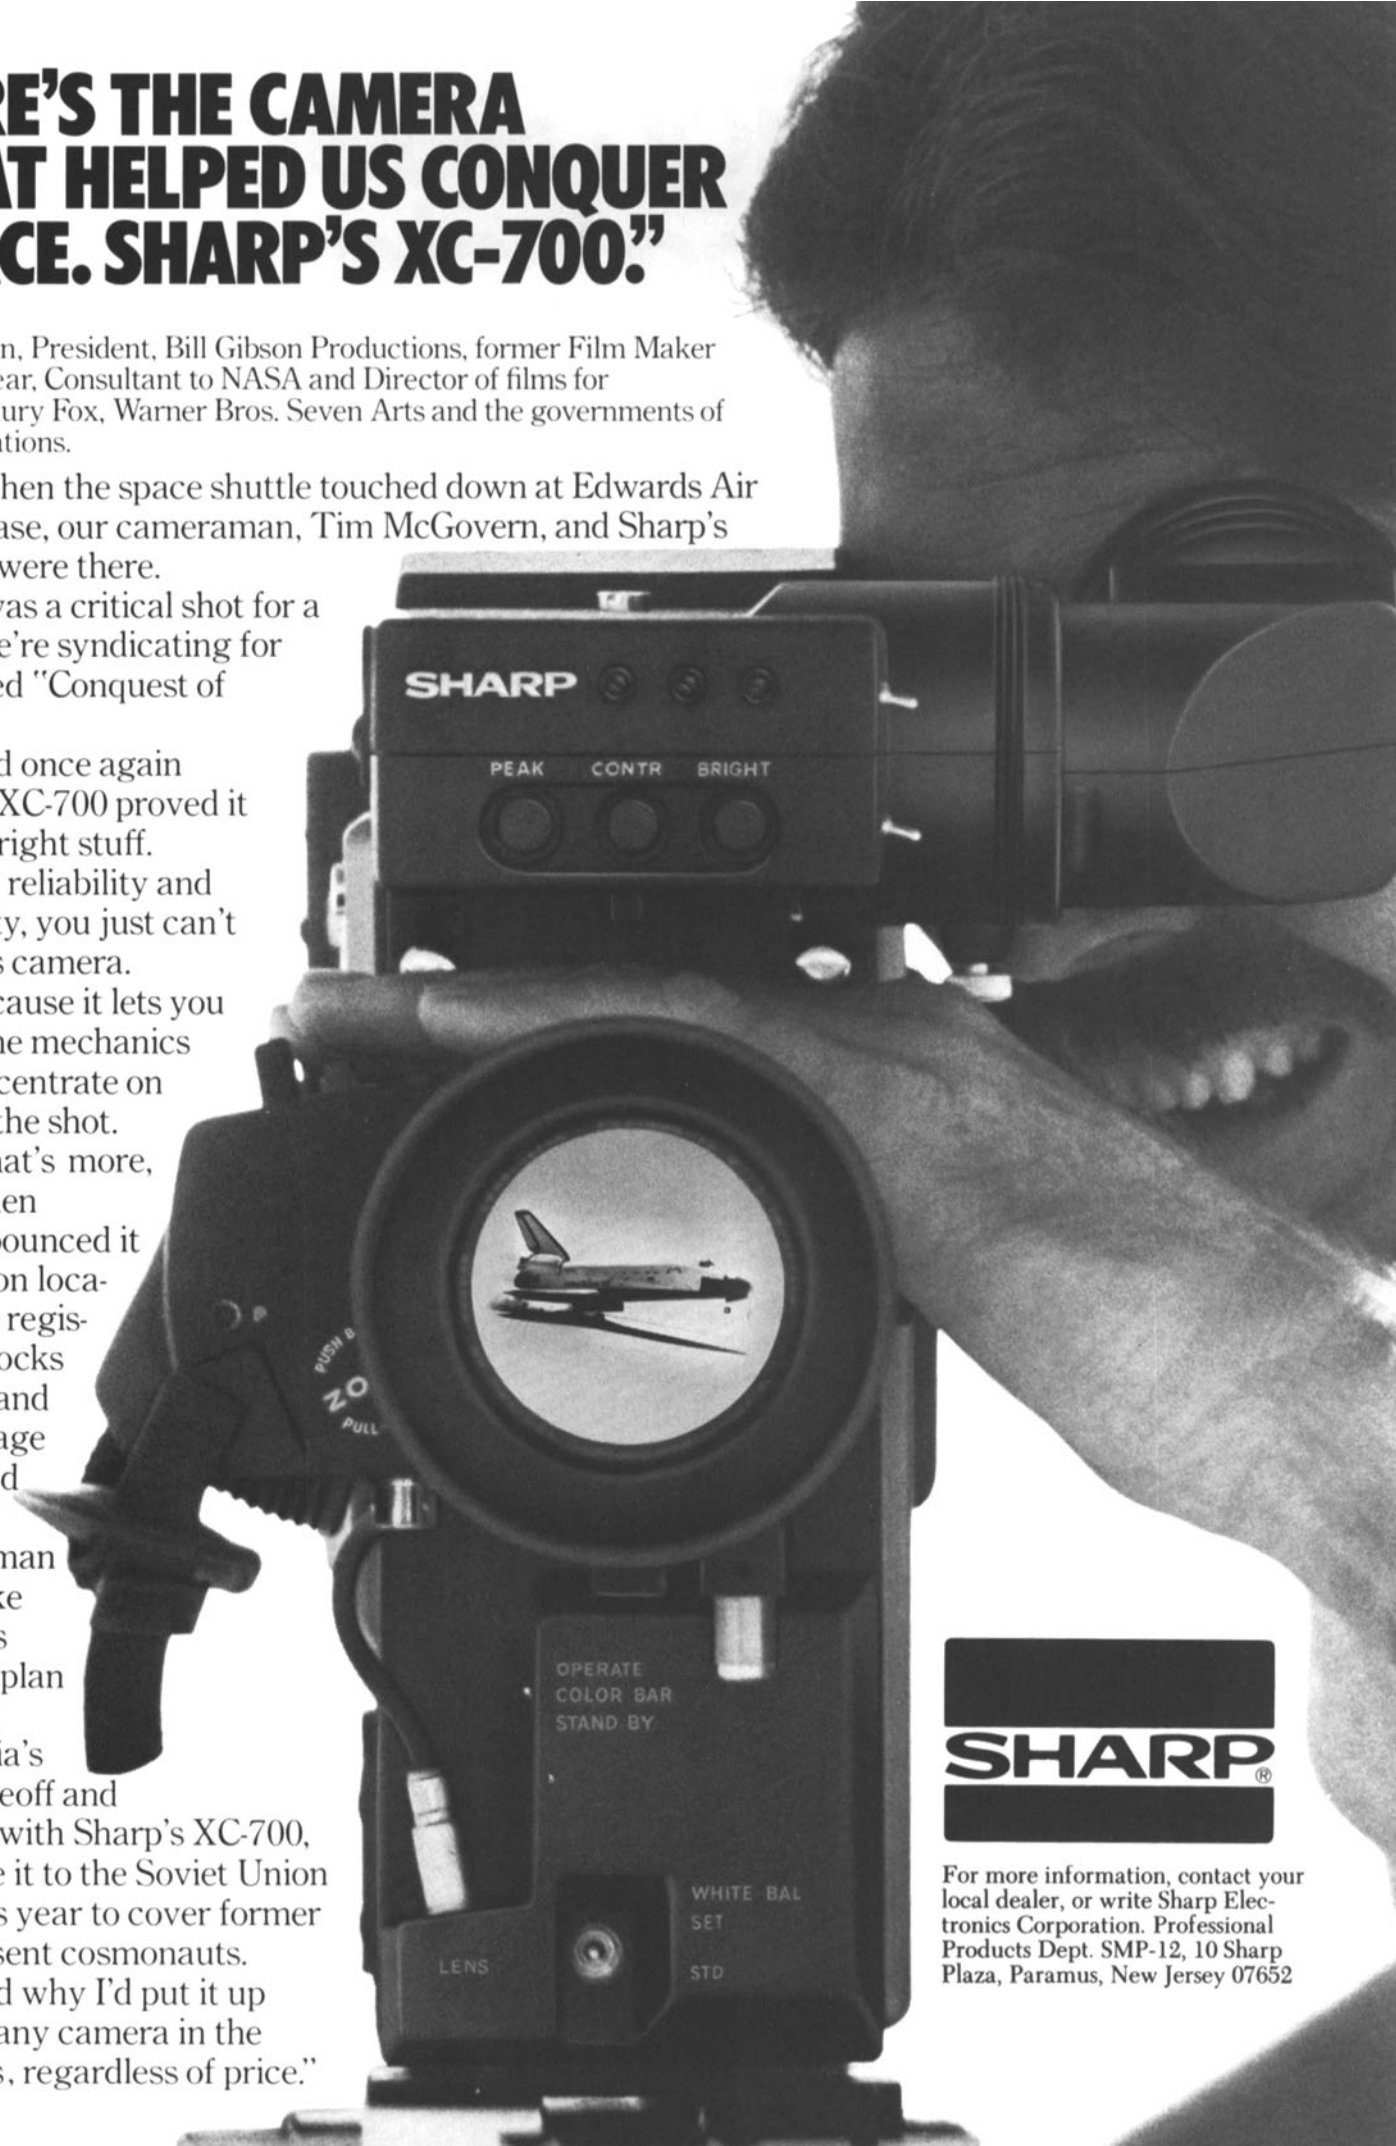 RE'S THE CAMERA
AT HELPED US CONQUER
CE. SHARP'S XC-700."
n, President, Bill Gibson Productions, former Film Maker
ear, Consultant to NASA and Director of films for
ury Fox, Warner Bros. Seven Arts and the governments of
ations.
hen the space shuttle touched down at Edwards Air
ase, our cameraman, Tim McGovern, and Sharp's
were there.
vas a critical shot for a
e're syndicating for
ed "Conquest of
d once again
XC-700 proved it
right stuff.
reliability and
ty, you just can't
s camera.
cause it lets you
ne mechanics
centrate on
the shot.
hat's more,
en
ounced it
on loca-
regis-
ocks
and
age
d
man
ke
s
plan
ia's
eoff and
with Sharp's XC-700,
e it to the Soviet Union
s year to cover former
sent cosmonauts.
d why I'd put it up
any camera in the
s, regardless of price."
SHARP
PEAK CONTR BRIGHT
PUSH B
ZO
PULL
OPERATE
COLOR BAR
STAND BY
WHITE BAL
SET
STD
LENS
SHARP®
For more information, contact your
local dealer, or write Sharp Elec-
tronics Corporation. Professional
Products Dept. SMP-12, 10 Sharp
Plaza, Paramus, New Jersey 07652